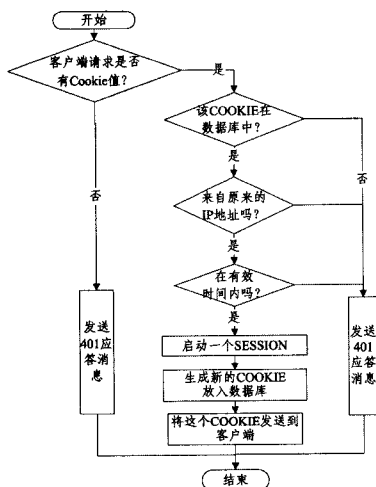 开始
客户端请求是否
有Cookie值?
是
该COOKIE在
数据库中?
是
否
来自原来的
IP地址吗?
否
是
在有效
时间内吗?
是
发送
401应
答消
息
启动一个SESSION
发送
401
应答
消息
生成新的COOKIE
放入数据库
将这个COOKIE发送到
客户端
结束